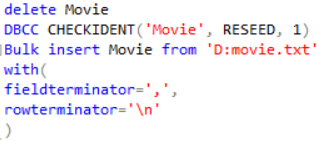 delete Movie
DBCC CHECKIDENT('Movie', RESEED, 1)
Bulk insert Movie from 'D:movie.txt'
with(
fieldterminator=',',
rowterminator='\n'
)